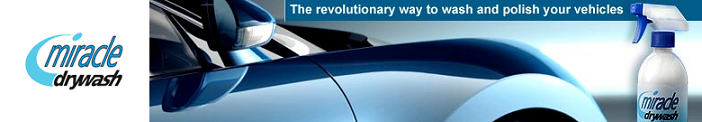 miracle
drywash
The revolutionary way to wash and polish your vehicles
miracle
drywash